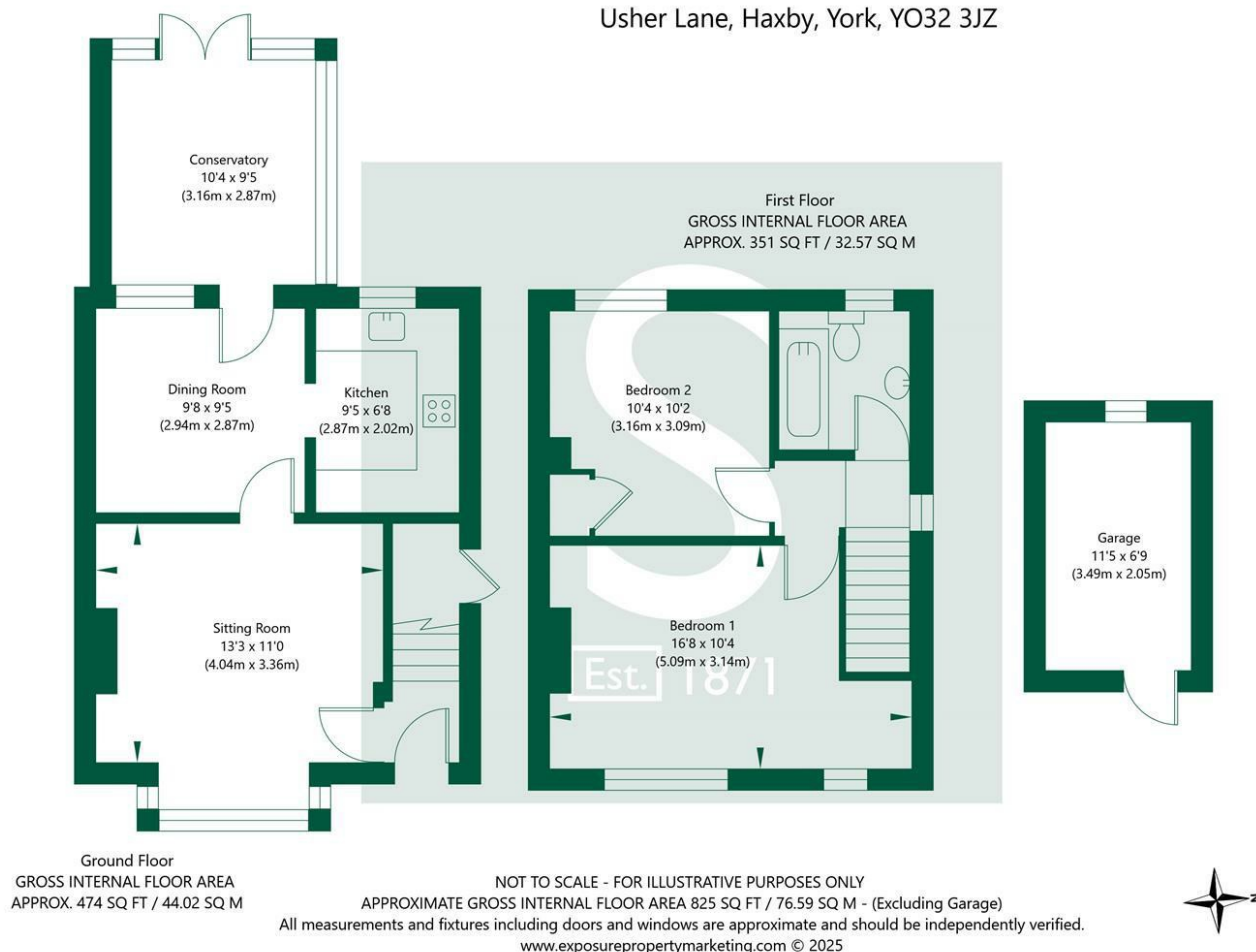 Usher Lane, Haxby, York, YO32 3JZ
Conservatory
10'4 x 9'5
(3.16m x 2.87m)
First Floor
GROSS INTERNAL FLOOR AREA
APPROX. 351 SQ FT / 32.57 SQ M
Dining Room
9'8 x 9'5
(2.94m x 2.87m)
Kitchen
9'5 x 6'8
(2.87m x 2.02m)
Bedroom 2
10'4 x 10'2
(3.16m x 3.09m)
Garage
11'5 x 6'9
(3.49m x 2.05m)
Sitting Room
13'3 x 11'0
(4.04m x 3.36m)
Bedroom 1
16'8 x 10'4
(5.09m x 3.14m)
S
Est. 1871
Ground Floor
GROSS INTERNAL FLOOR AREA
APPROX. 474 SQ FT / 44.02 SQ M
NOT TO SCALE - FOR ILLUSTRATIVE PURPOSES ONLY
APPROXIMATE GROSS INTERNAL FLOOR AREA 825 SQ FT / 76.59 SQ M - (Excluding Garage)
All measurements and fixtures including doors and windows are approximate and should be independently verified.
www.exposurepropertymarketing.com © 2025
N